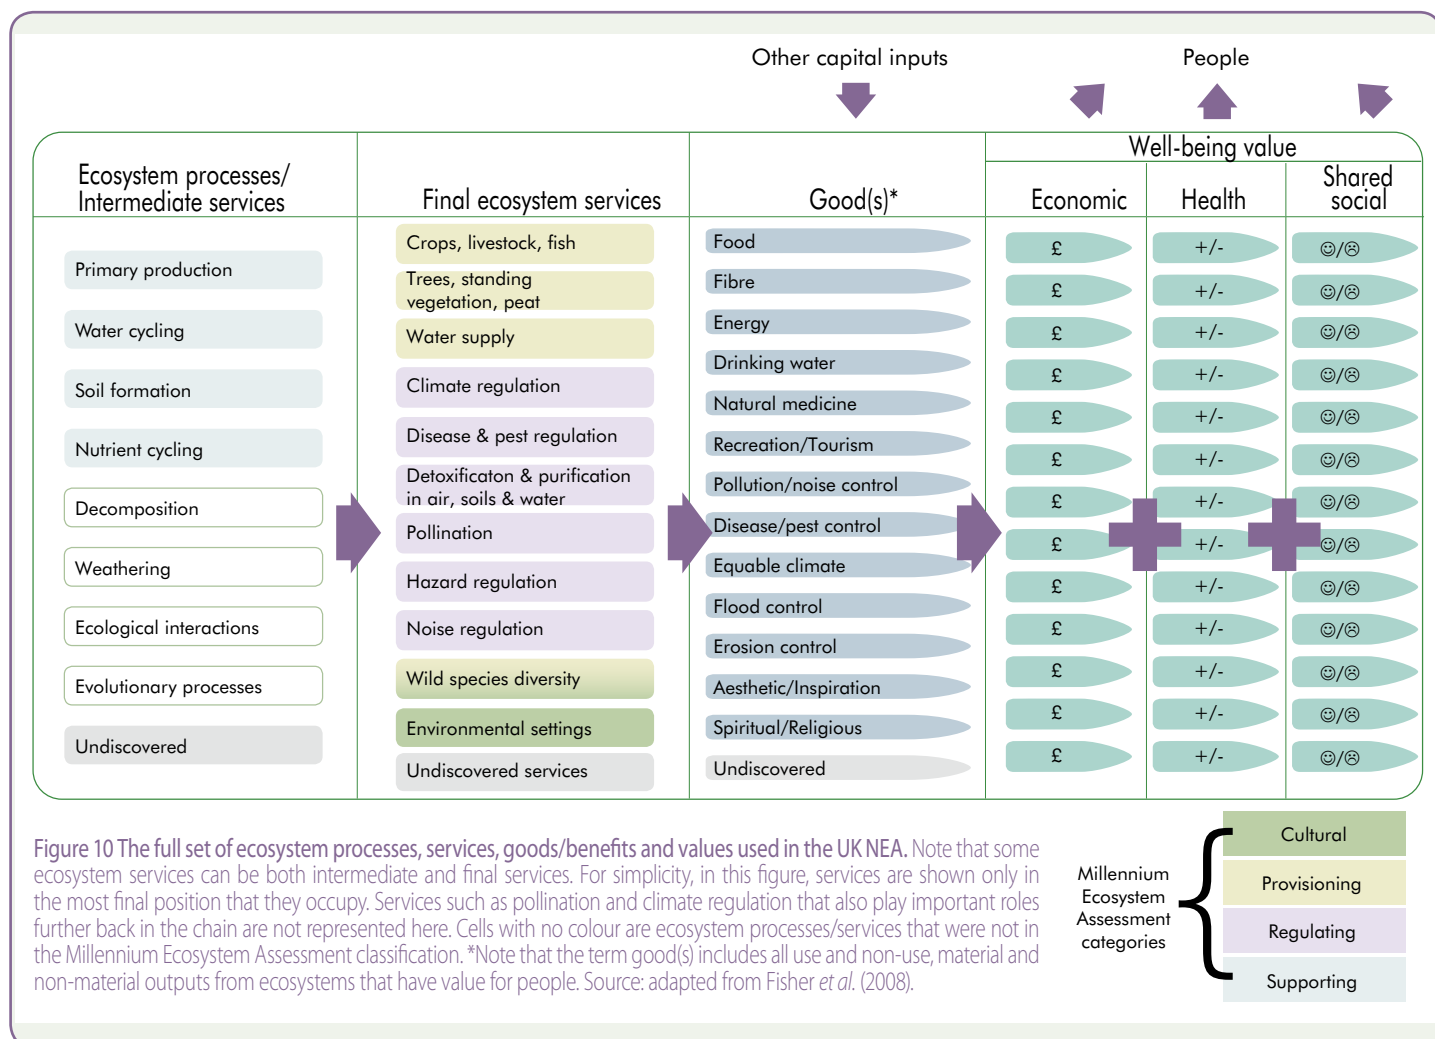 Other capital inputs
People
Well-being value
Ecosystem processes/
Intermediate services
Final ecosystem services
Good(s)*
Economic
Health
Shared
social
Primary production
Water cycling
Soil formation
Nutrient cycling
Decomposition
Weathering
Ecological interactions
Evolutionary processes
Undiscovered
Crops, livestock, fish
Trees, standing
vegetation, peat
Water supply
Climate regulation
Disease & pest regulation
Detoxificaton & purification
in air, soils & water
Pollination
Hazard regulation
Noise regulation
Wild species diversity
Environmental settings
Undiscovered services
Food
Fibre
Energy
Drinking water
Natural medicine
Recreation/Tourism
Pollution/noise control
Disease/pest control
Equable climate
Flood control
Erosion control
Aesthetic/Inspiration
Spiritual/Religious
Undiscovered
£ +/- ☺/☹
£ +/- ☺/☹
£ +/- ☺/☹
£ +/- ☺/☹
£ +/- ☺/☹
£ +/- ☺/☹
£ +/- ☺/☹
£ +/- ☺/☹
£ +/- ☺/☹
£ +/- ☺/☹
£ +/- ☺/☹
£ +/- ☺/☹
£ +/- ☺/☹
Figure 10 The full set of ecosystem processes, services, goods/benefits and values used in the UK NEA. Note that some
ecosystem services can be both intermediate and final services. For simplicity, in this figure, services are shown only in
the most final position that they occupy. Services such as pollination and climate regulation that also play important roles
further back in the chain are not represented here. Cells with no colour are ecosystem processes/services that were not in
the Millennium Ecosystem Assessment classification. *Note that the term good(s) includes all use and non-use, material and
non-material outputs from ecosystems that have value for people. Source: adapted from Fisher et al. (2008).
Millennium
Ecosystem
Assessment
categories
Cultural
Provisioning
Regulating
Supporting